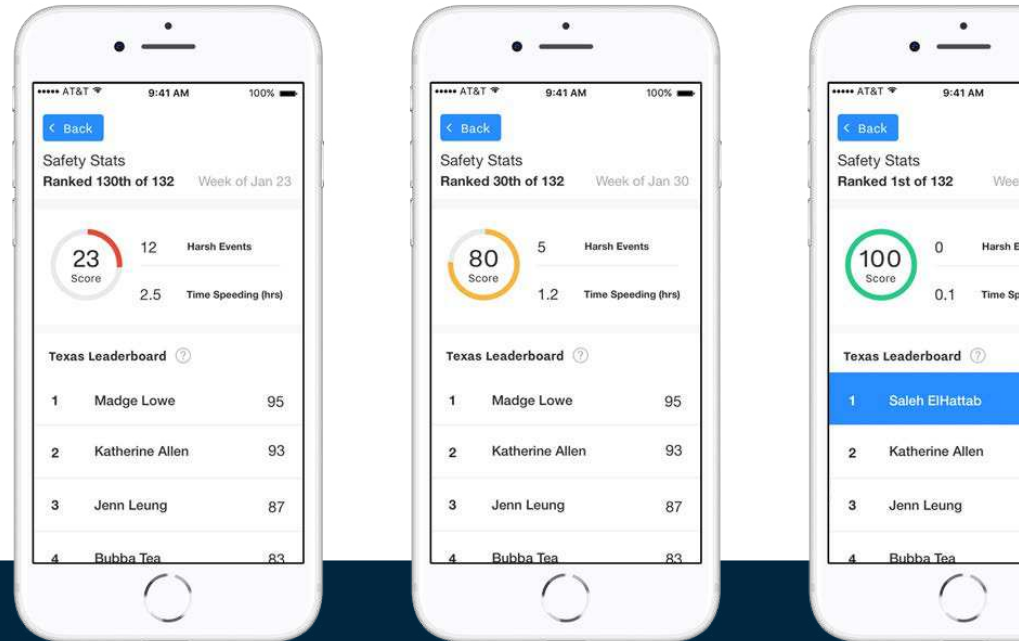 AT&T 9:41 AM 100%
Back
Safety Stats
Ranked 130th of 132 Week of Jan 23
23
Score
12 Harsh Events
2.5 Time Speeding (hrs)
Texas Leaderboard ?
1 Madge Lowe 95
2 Katherine Allen 93
3 Jenn Leung 87
4 Bubba Tea 83
AT&T 9:41 AM 100%
Back
Safety Stats
Ranked 30th of 132 Week of Jan 30
80
Score
5 Harsh Events
1.2 Time Speeding (hrs)
Texas Leaderboard ?
1 Madge Lowe 95
2 Katherine Allen 93
3 Jenn Leung 87
4 Bubba Tea 83
AT&T 9:41 AM
Back
Safety Stats
Ranked 1st of 132
100
Score
0 Harsh
0.1 Time
Texas Leaderboard ?
1 Saleh ElHattab
2 Katherine Allen
3 Jenn Leung
4 Bubba Tea